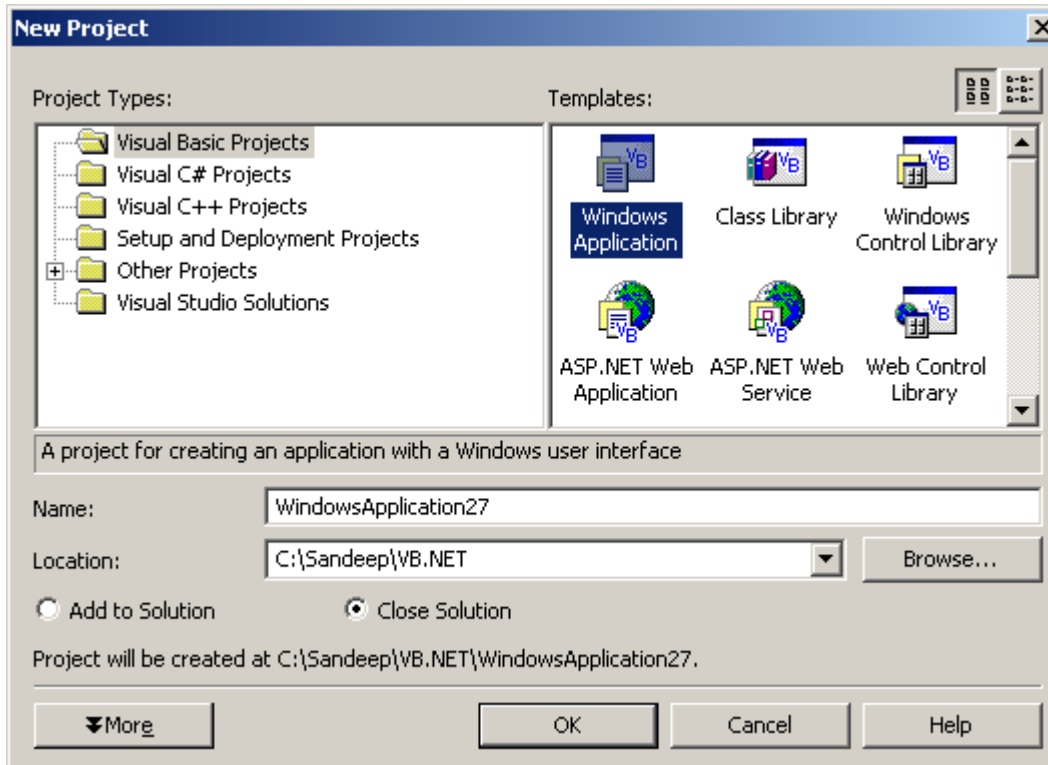 New Project
Project Types:
Templates:
Visual Basic Projects
Visual C# Projects
Visual C++ Projects
Setup and Deployment Projects
Other Projects
Visual Studio Solutions
Windows
Application
Class Library
Windows
Control Library
ASP.NET Web
Application
ASP.NET Web
Service
Web Control
Library
A project for creating an application with a Windows user interface
Name:
WindowsApplication27
Location:
C:\Sandeep\VB.NET
Browse...
Add to Solution
Close Solution
Project will be created at C:\Sandeep\VB.NET\WindowsApplication27.
More
OK
Cancel
Help